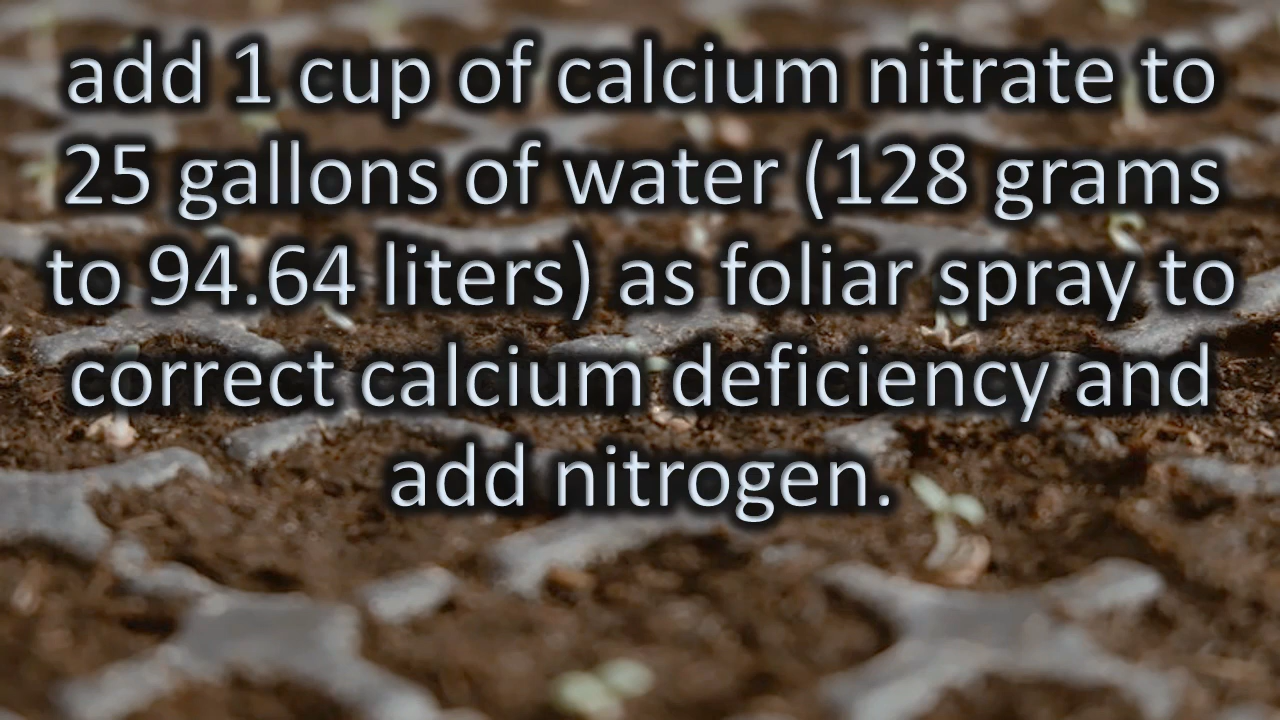 add 1 cup of calcium nitrate to
25 gallons of water (128 grams
to 94.64 liters) as foliar spray to
correct calcium deficiency and
add nitrogen.